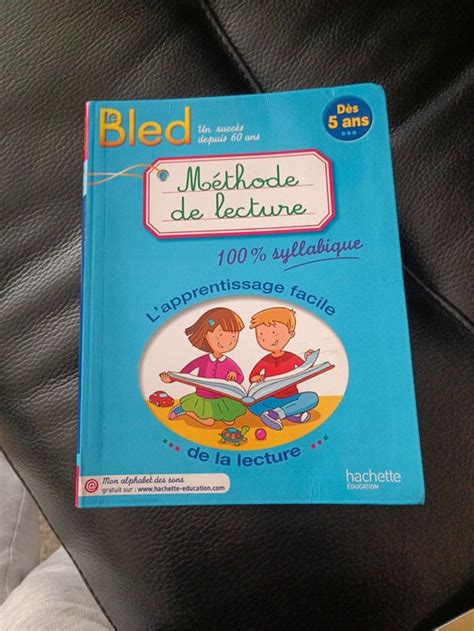 le
Bled
Un succès
depuis 60 ans
Dès
5 ans
Méthode
de lecture
100% syllabique
L'apprentissage facile
... de la lecture ...
@ Mon alphabet des sons
gratuit sur : www.hachette-education.com
hachette
ÉDUCATION